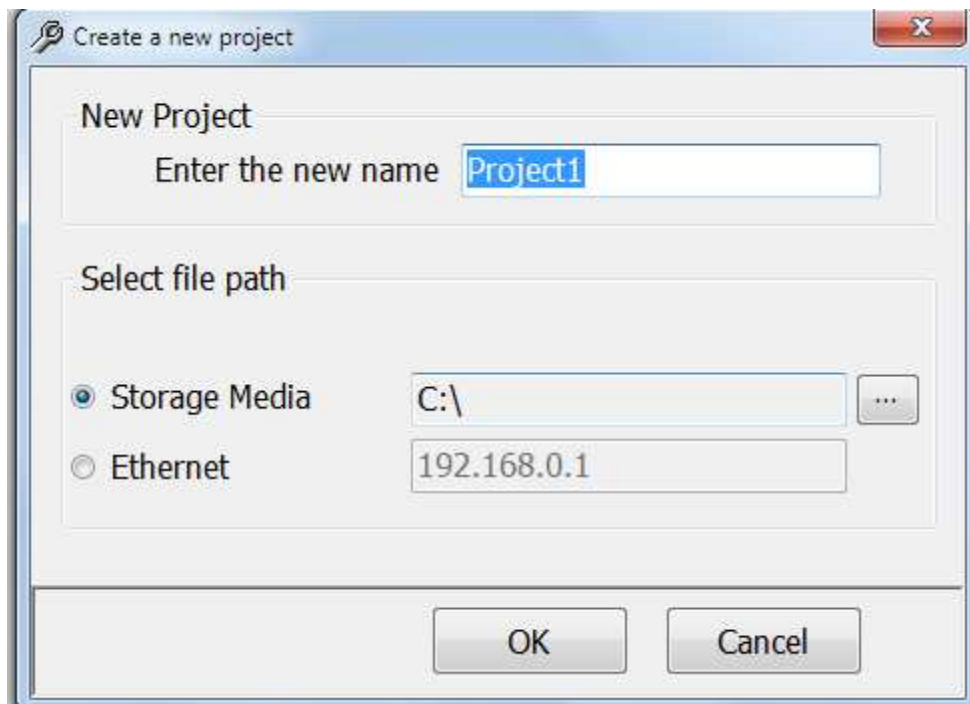 Create a new project
New Project
Enter the new name Project1
Select file path
Storage Media C:\ ...
Ethernet 192.168.0.1
OK Cancel